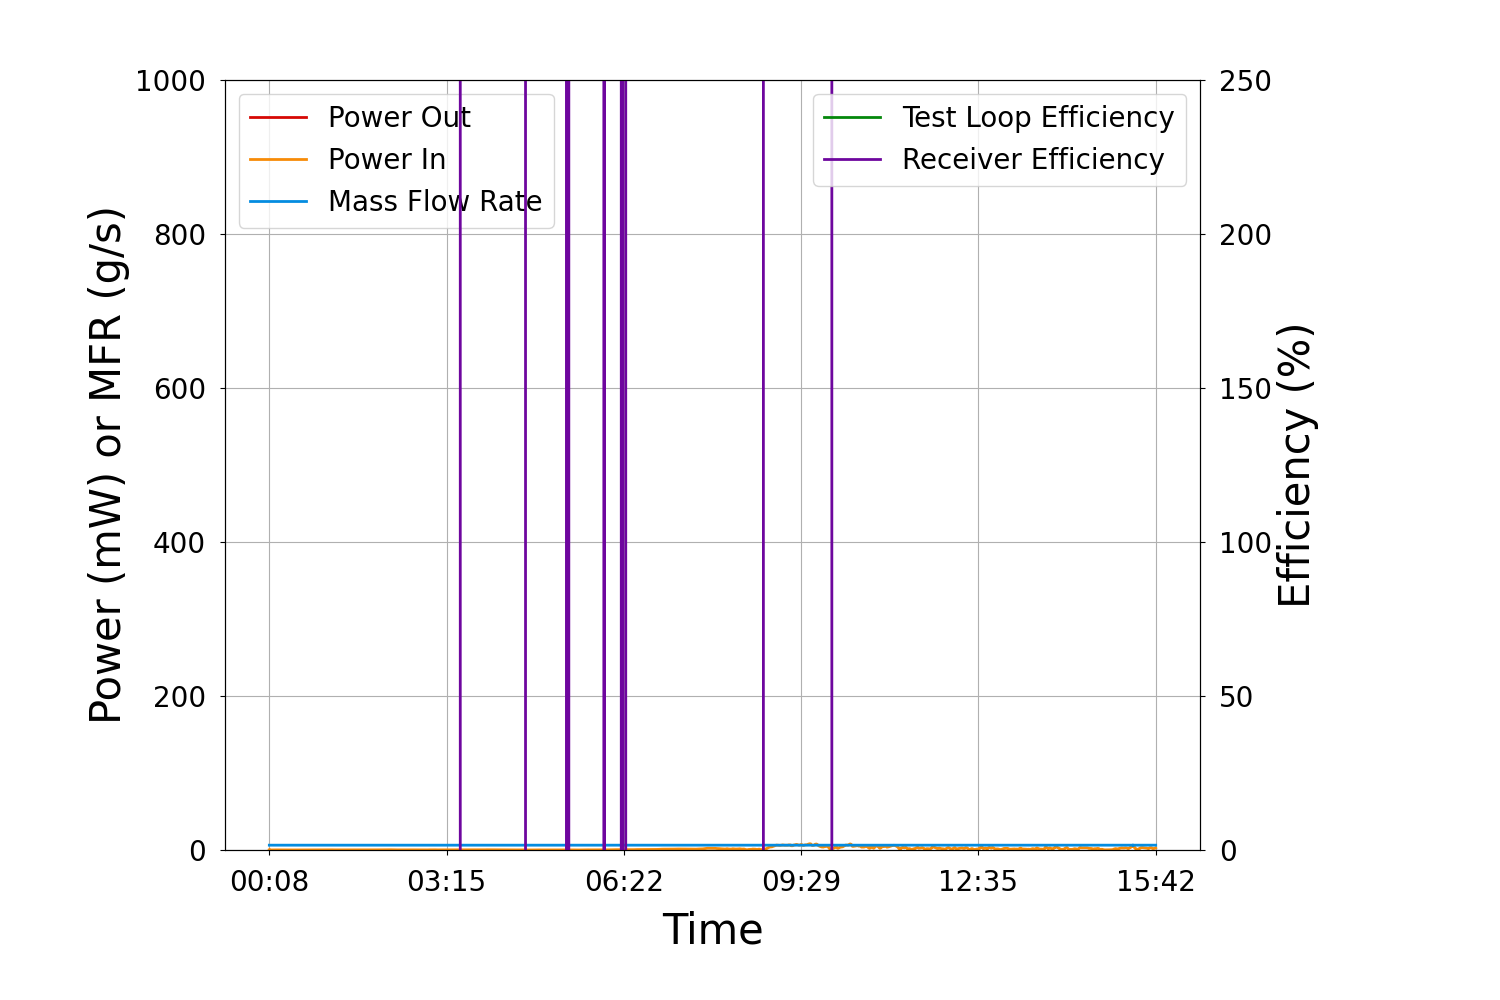 Power (mW) or MFR (g/s)
1000
800
600
400
200
0
Power Out
Power In
Mass Flow Rate
Test Loop Efficiency
Receiver Efficiency
250
200
150
100
50
0
Efficiency (%)
00:08 03:15 06:22 09:29 12:35 15:42
Time